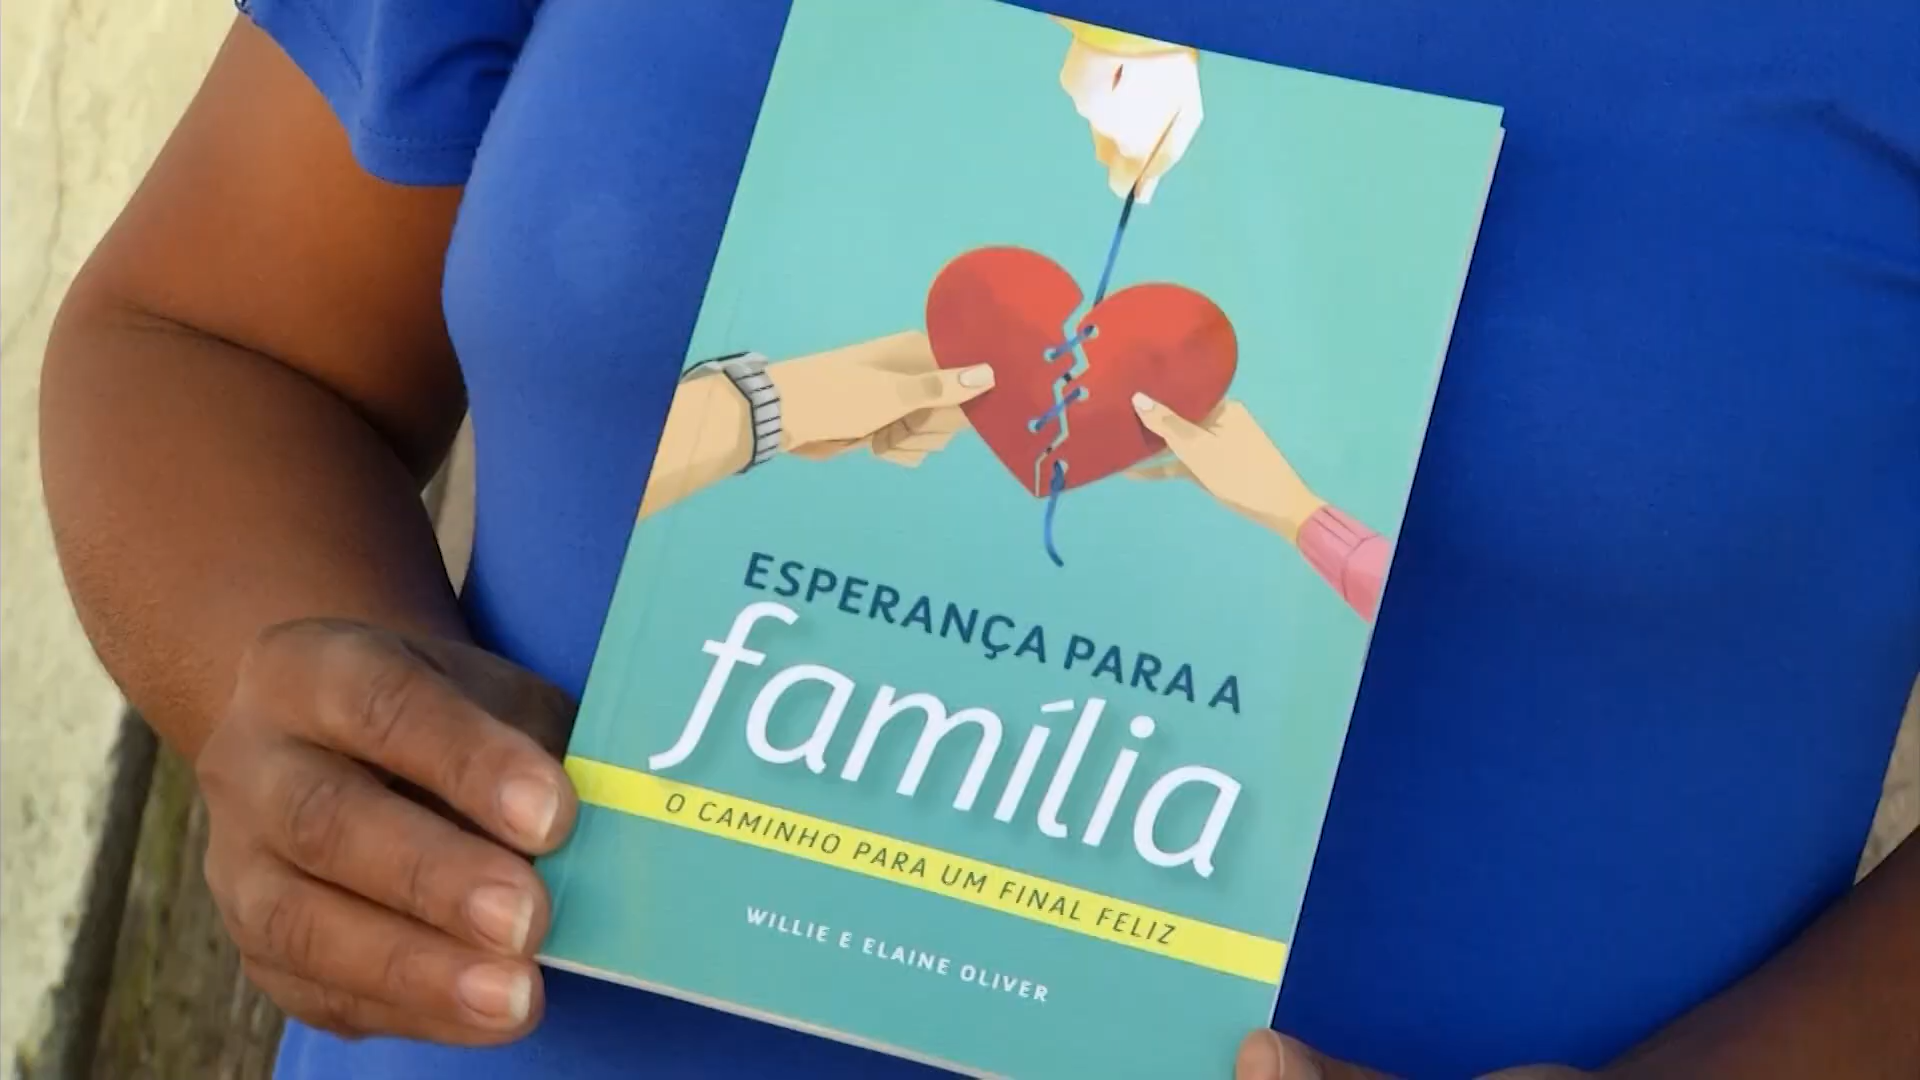 ESPERANÇA PARA A
família
O CAMINHO PARA UM FINAL FELIZ
WILLIE E ELAINE OLIVER